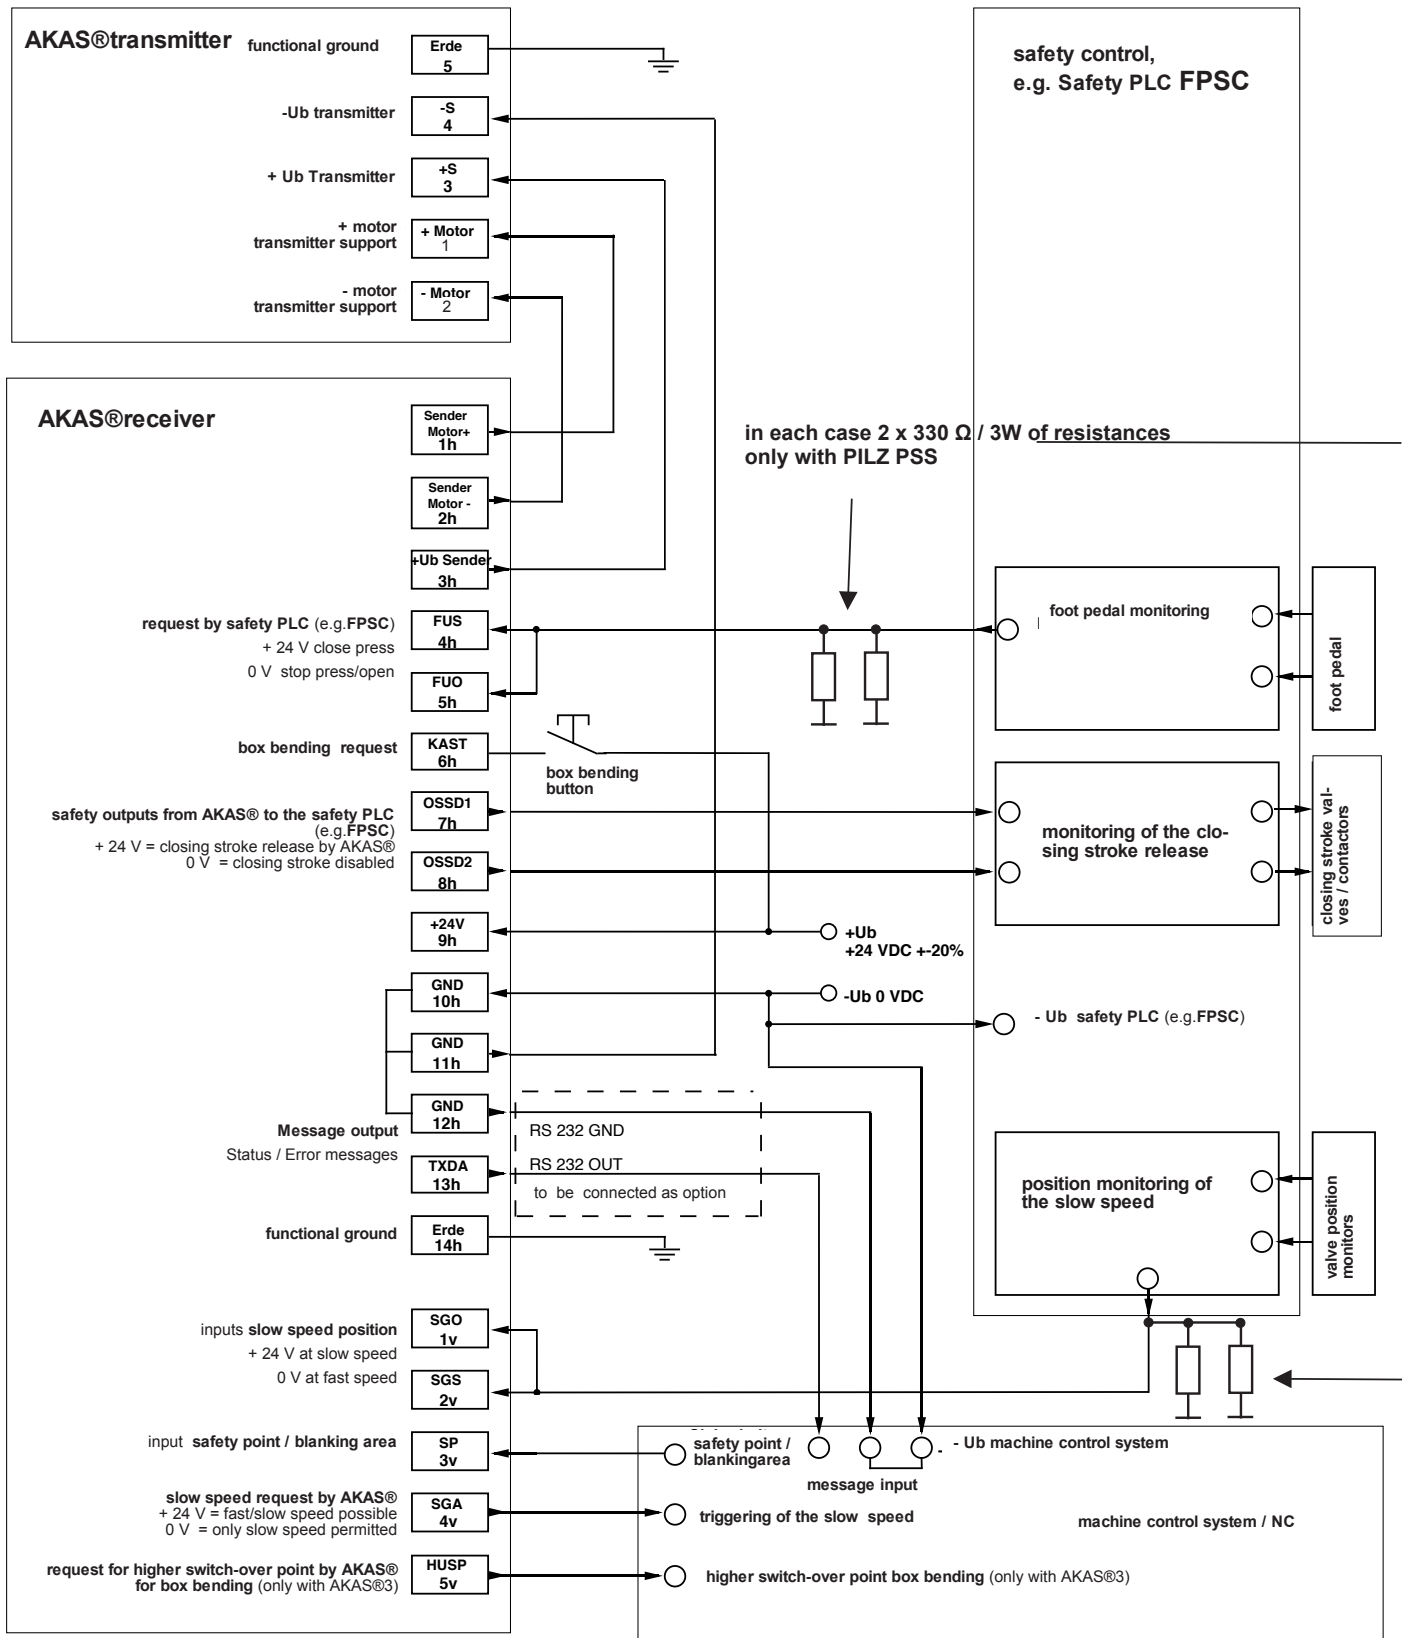 AKAS®transmitter
functional ground
Erde
5
-Ub transmitter
-S
4
+ Ub Transmitter
+S
3
+ motor
transmitter support
+ Motor
1
- motor
transmitter support
- Motor
2
safety control,
e.g. Safety PLC FPSC
AKAS®receiver
Sender
Motor+
1h
Sender
Motor -
2h
+Ub Sender
3h
in each case 2 x 330 Ω / 3W of resistances
only with PILZ PSS
request by safety PLC (e.g.FPSC)
+ 24 V close press
0 V stop press/open
FUS
4h
FUO
5h
foot pedal monitoring
foot pedal
box bending request
KAST
6h
box bending
button
safety outputs from AKAS® to the safety PLC
(e.g.FPSC)
+ 24 V = closing stroke release by AKAS®
0 V = closing stroke disabled
OSSD1
7h
OSSD2
8h
monitoring of the clo-
sing stroke release
closing stroke val-
ves / contactors
+24V
9h
+Ub
+24 VDC +-20%
GND
10h
-Ub 0 VDC
- Ub safety PLC (e.g.FPSC)
GND
11h
GND
12h
Message output
Status / Error messages
TXDA
13h
RS 232 GND
RS 232 OUT
to be connected as option
functional ground
Erde
14h
position monitoring of
the slow speed
valve position
monitors
inputs slow speed position
+ 24 V at slow speed
0 V at fast speed
SGO
1v
SGS
2v
input safety point / blanking area
SP
3v
safety point /
blankingarea
message input
- Ub machine control system
slow speed request by AKAS®
+ 24 V = fast/slow speed possible
0 V = only slow speed permitted
SGA
4v
triggering of the slow speed
machine control system / NC
request for higher switch-over point by AKAS®
for box bending (only with AKAS®3)
HUSP
5v
higher switch-over point box bending (only with AKAS®3)